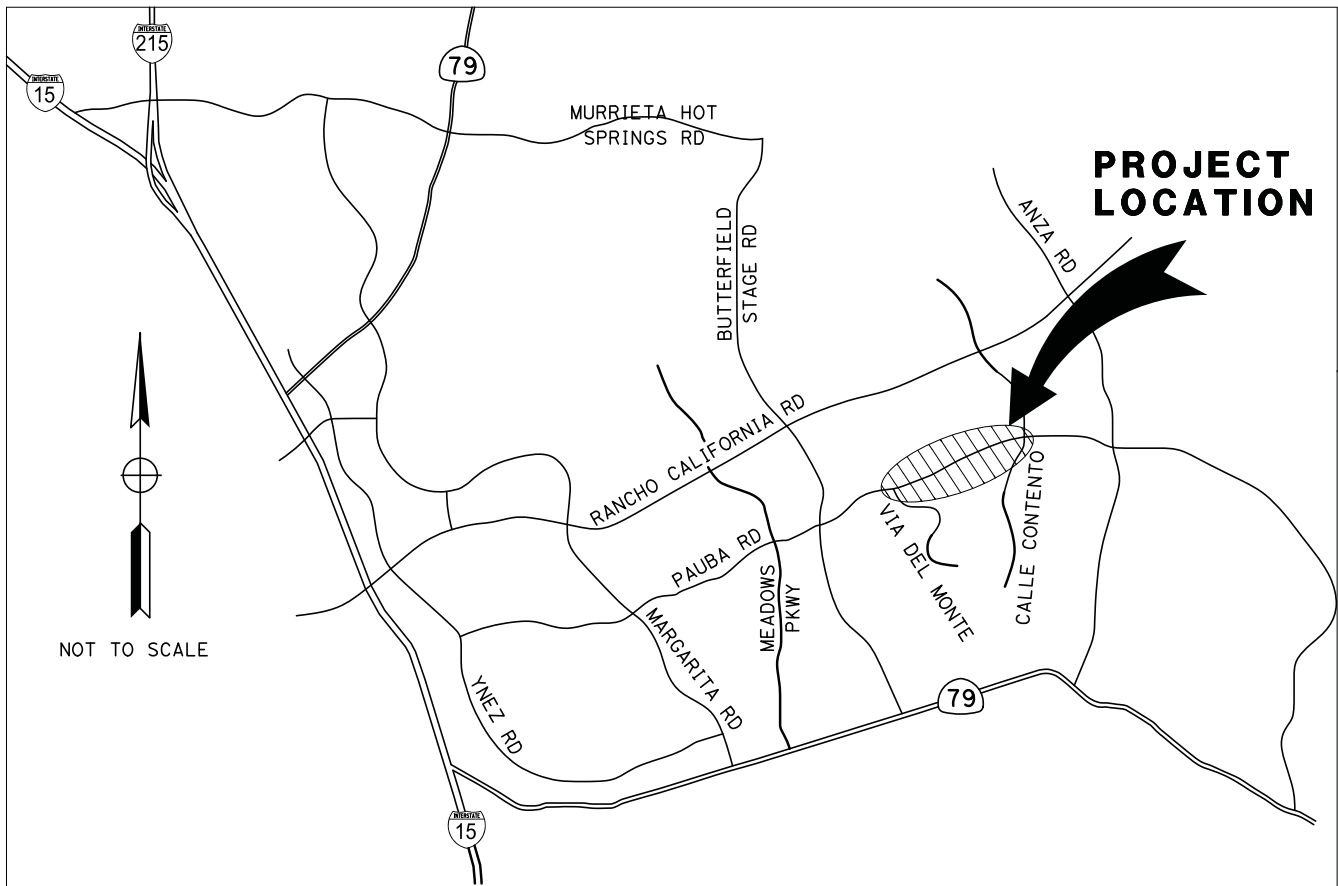 INTERSTATE
215
INTERSTATE
15
79
MURRIETA HOT
SPRINGS RD
PROJECT
LOCATION
ANZA RD
BUTTERFIELD
STAGE RD
RANCHO CALIFORNIA RD
PAUBA RD
VIA DEL MONTE
CALLE CONTENTO
MEADOWS
PKWY
MARGARITA RD
YNEZ RD
NOT TO SCALE
79
INTERSTATE
15